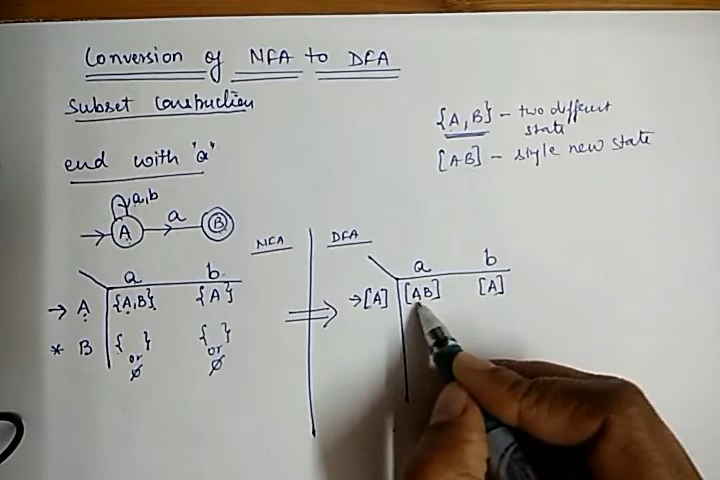 Conversion of NFA to DFA
Subset Construction
end with "a"
{A,B} - two different
state
[AB] - single new state
a,b
A
a
B
NFA
DFA
a b
→ A {A,B} {A}
* B { } { }
or or
∅ ∅
a b
→ [A] [AB] [A]